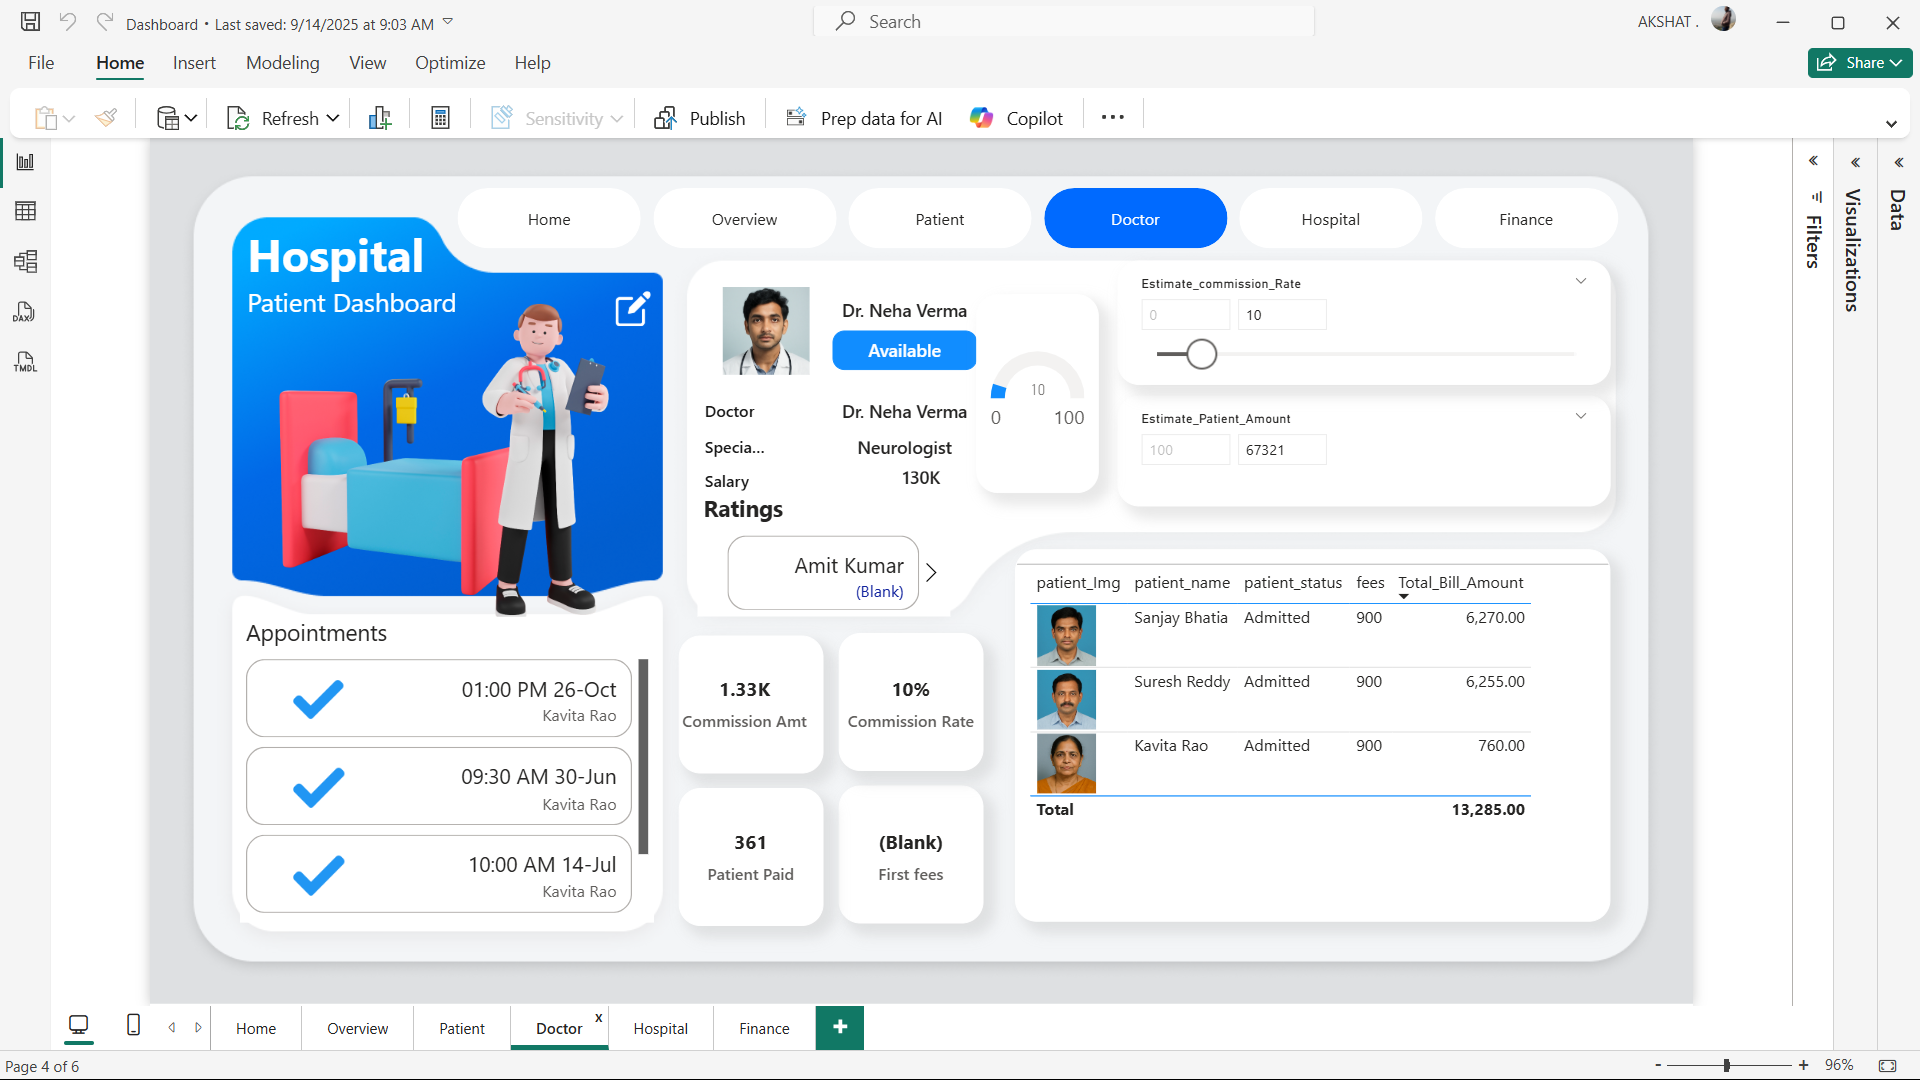 Dashboard • Last saved: 9/14/2025 at 9:03 AM
Search
AKSHAT .
File Home Insert Modeling View Optimize Help
Share
Refresh Sensitivity Publish Prep data for AI Copilot
DAX
TMDL
Filters
Visualizations
Data
Home Overview Patient Doctor Hospital Finance
Hospital
Patient Dashboard
Dr. Neha Verma
Available
Doctor Dr. Neha Verma
Specia... Neurologist
Salary 130K
Ratings
Amit Kumar
(Blank)
10
0 100
Estimate_commission_Rate
0 10
Estimate_Patient_Amount
100 67321
Appointments
01:00 PM 26-Oct
Kavita Rao
09:30 AM 30-Jun
Kavita Rao
10:00 AM 14-Jul
Kavita Rao
1.33K
Commission Amt
10%
Commission Rate
361
Patient Paid
(Blank)
First fees
patient_Img patient_name patient_status fees Total_Bill_Amount
Sanjay Bhatia Admitted 900 6,270.00
Suresh Reddy Admitted 900 6,255.00
Kavita Rao Admitted 900 760.00
Total 13,285.00
Home Overview Patient Doctor x Hospital Finance +
Page 4 of 6
- + 96%